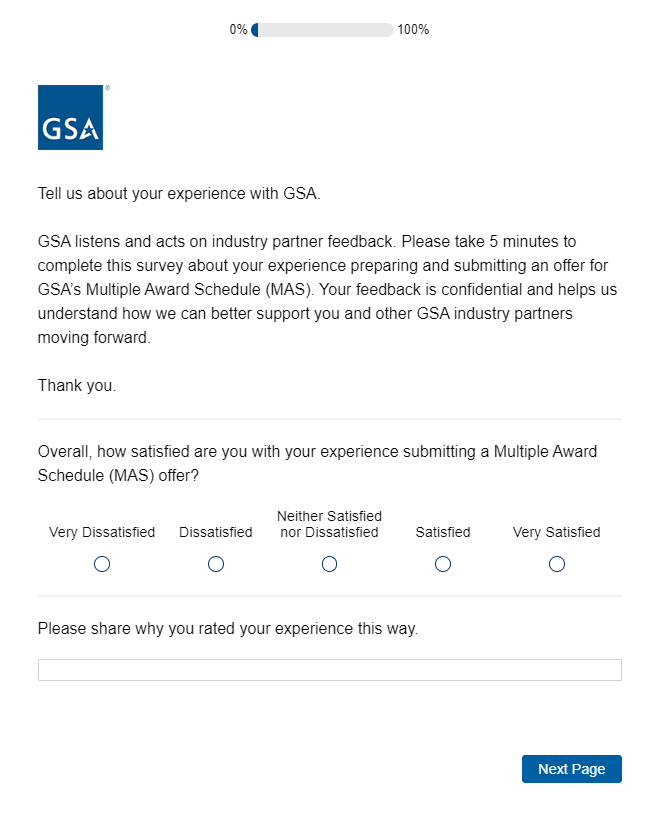 0% 100%
GSA ®
Tell us about your experience with GSA.
GSA listens and acts on industry partner feedback. Please take 5 minutes to
complete this survey about your experience preparing and submitting an offer for
GSA's Multiple Award Schedule (MAS). Your feedback is confidential and helps us
understand how we can better support you and other GSA industry partners
moving forward.
Thank you.
Overall, how satisfied are you with your experience submitting a Multiple Award
Schedule (MAS) offer?
Neither Satisfied
Very Dissatisfied Dissatisfied nor Dissatisfied Satisfied Very Satisfied
Please share why you rated your experience this way.
Next Page